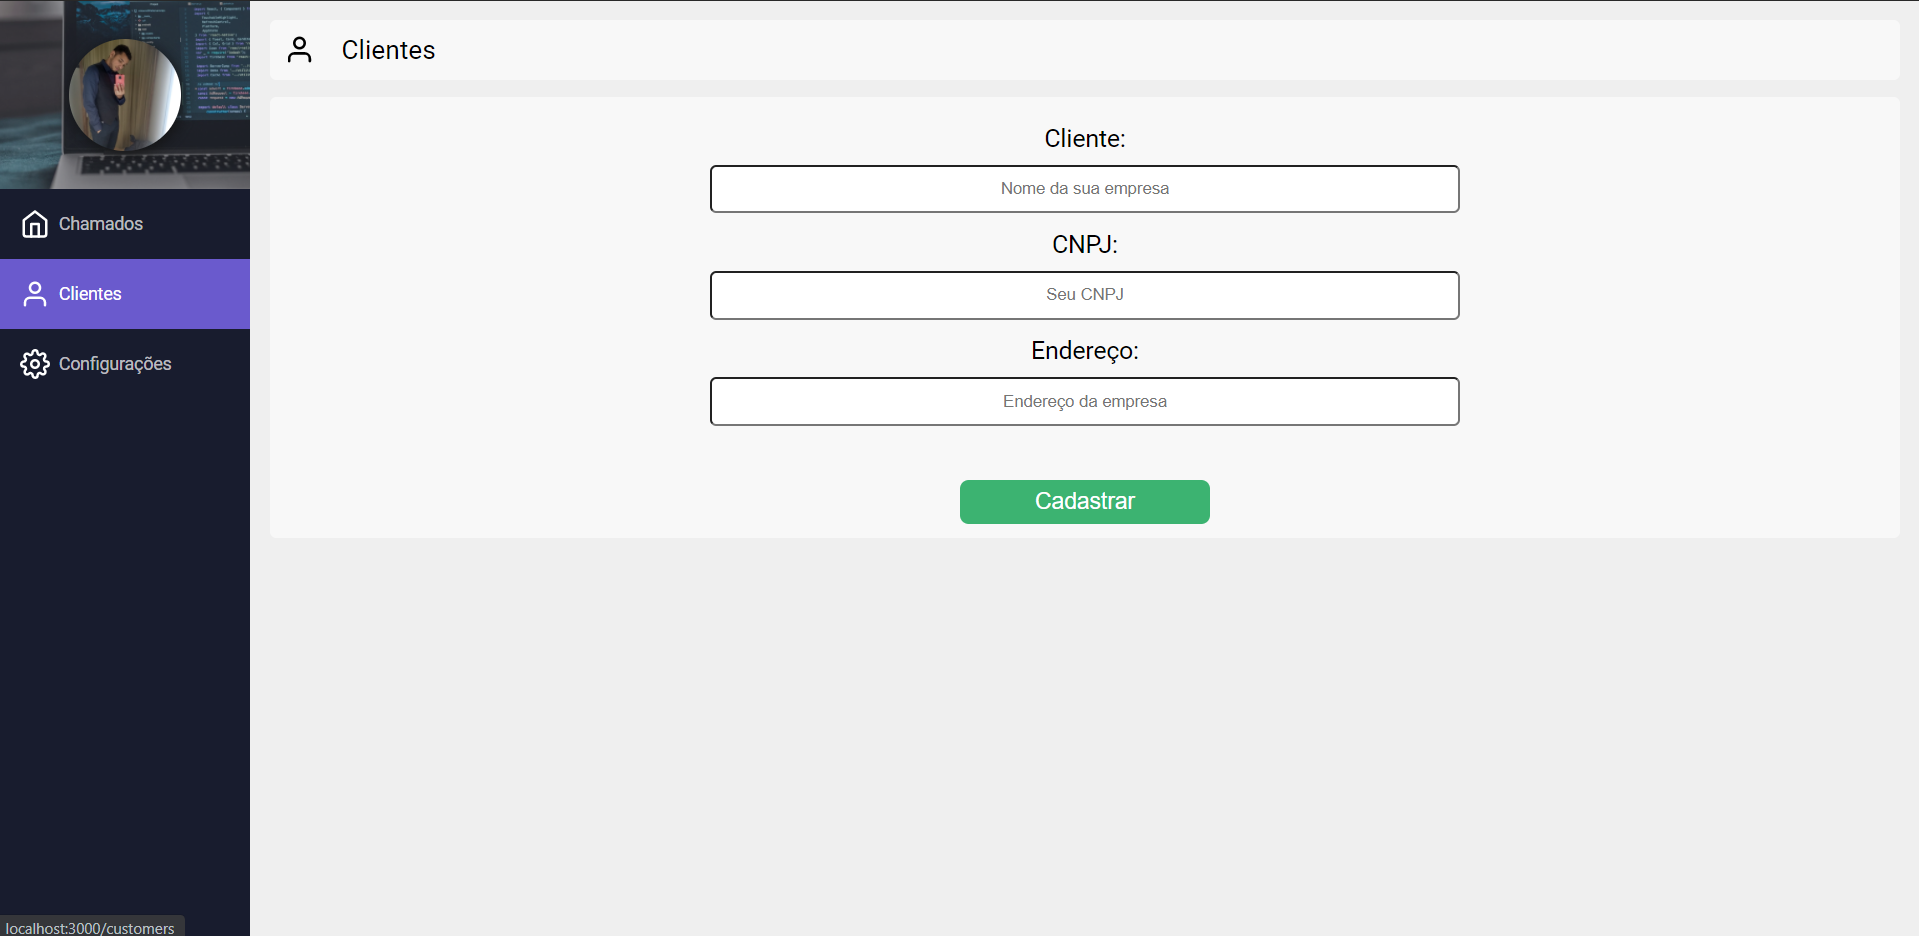 Clientes
Chamados
Clientes
Configurações
Cliente:
Nome da sua empresa
CNPJ:
Seu CNPJ
Endereço:
Endereço da empresa
Cadastrar
localhost:3000/customers